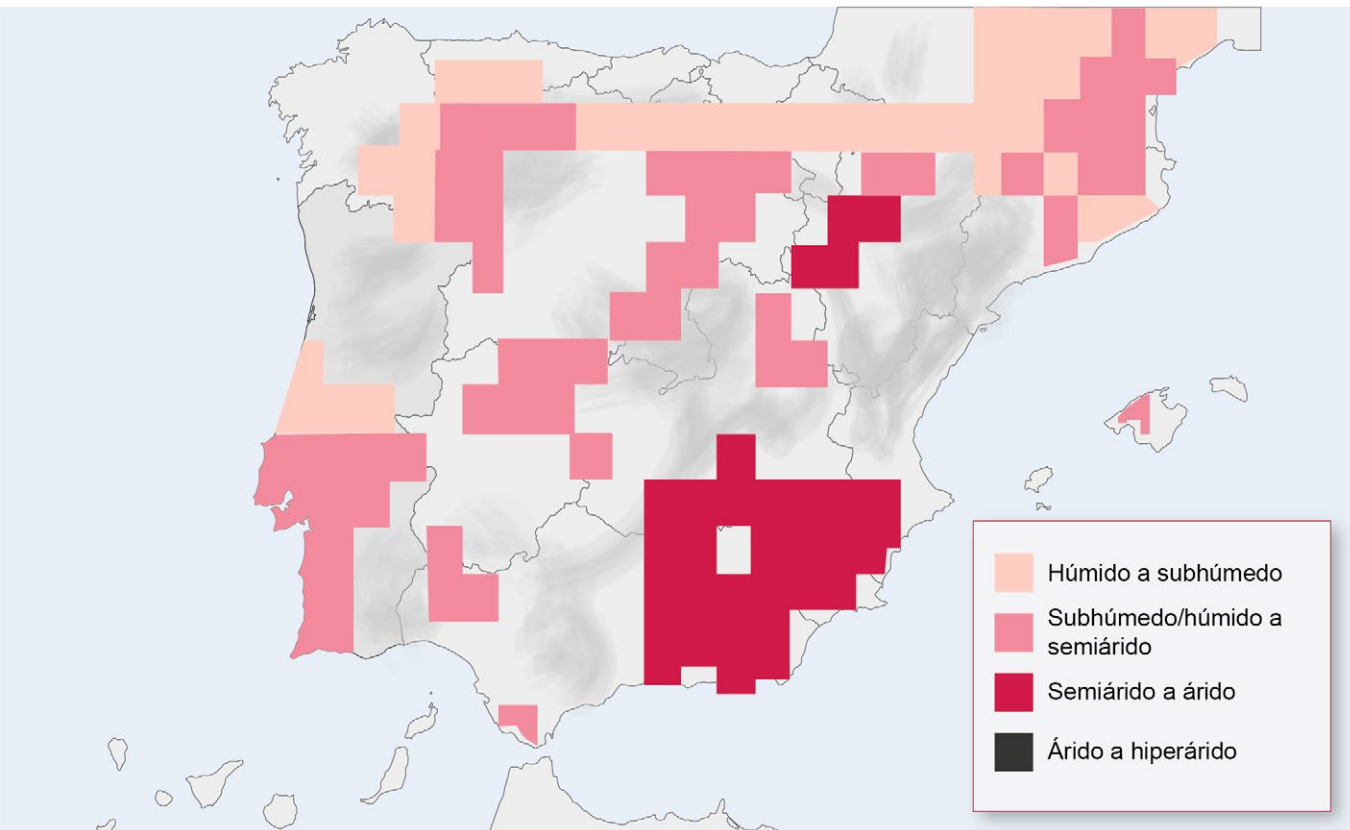 Húmido a subhúmedo
Subhúmedo/húmido a
semiárido
Semiárido a árido
Árido a hiperárido